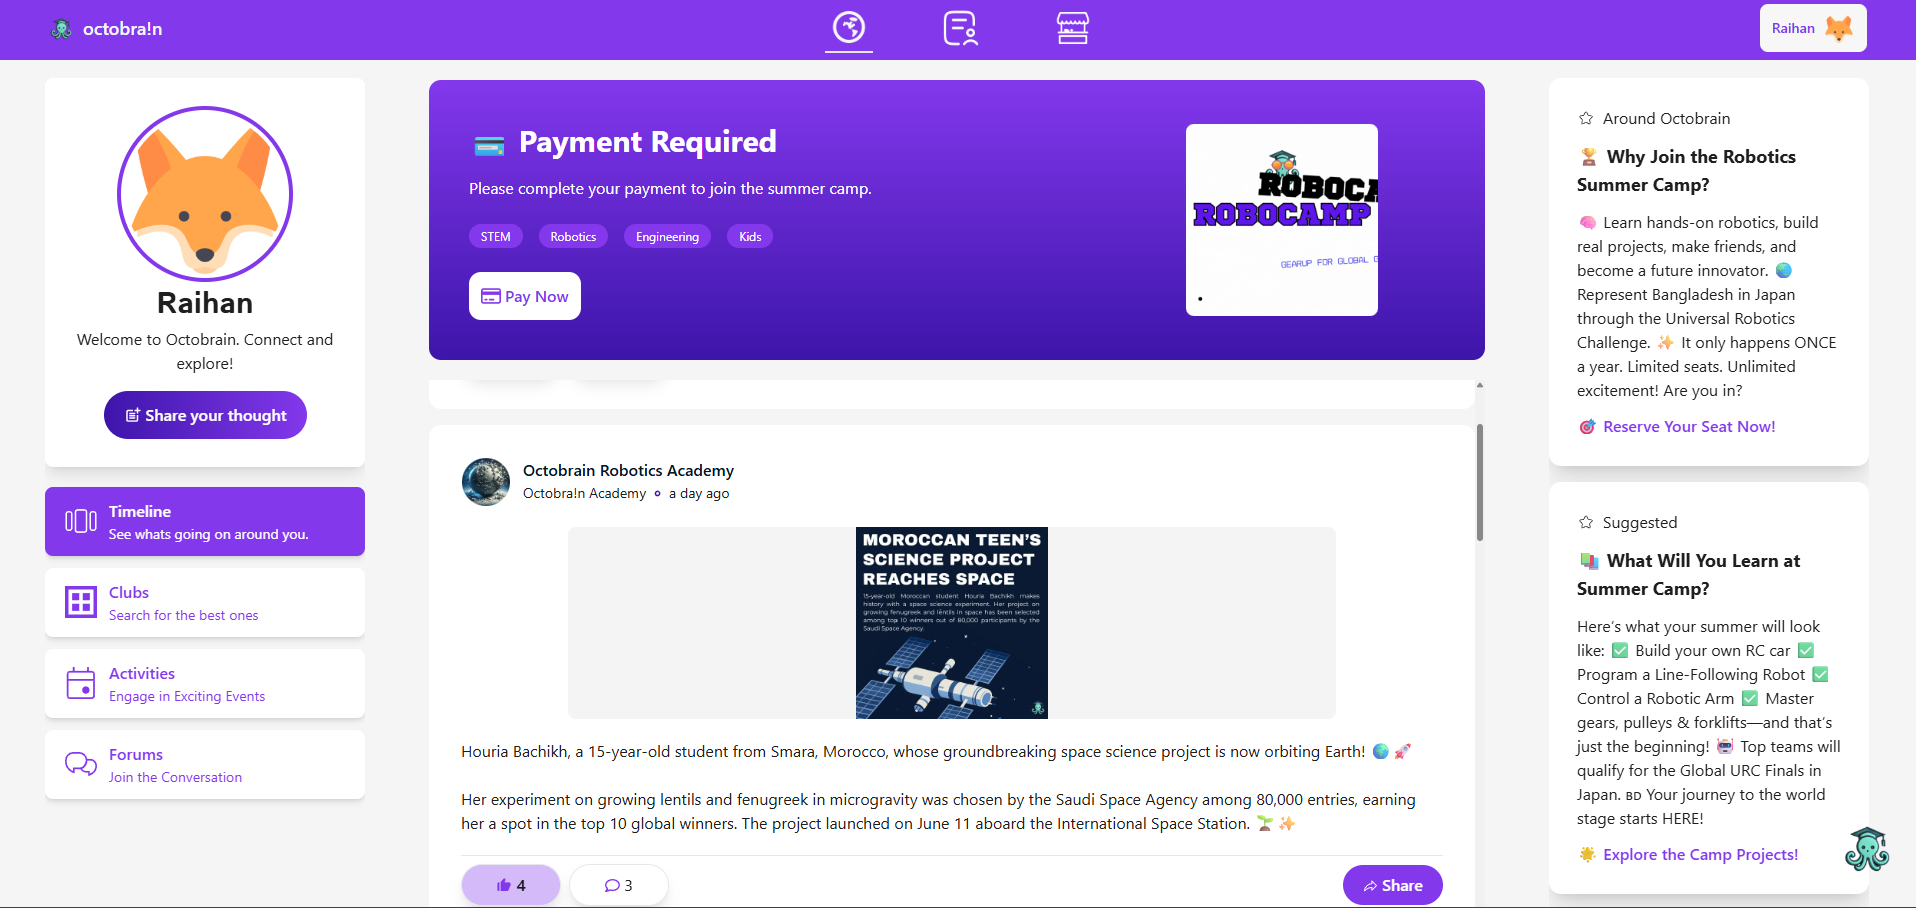 octobra!n
Raihan
Raihan
Welcome to Octobrain. Connect and
explore!
Share your thought
Timeline
See whats going on around you.
Clubs
Search for the best ones
Activities
Engage in Exciting Events
Forums
Join the Conversation
Payment Required
Please complete your payment to join the summer camp.
STEM Robotics Engineering Kids
Pay Now
ROBOCA
ROBOCAMP
GEARUP FOR GLOBAL G
Octobrain Robotics Academy
Octobra!n Academy a day ago
MOROCCAN TEEN'S
SCIENCE PROJECT
REACHES SPACE
15-year-old Moroccan student Houria Bachikh makes
history with a space science experiment. Her project on
growing fenugreek and lentils in space has been selected
among top 10 winners out of 80,000 participants by the
Saudi Space Agency.
Houria Bachikh, a 15-year-old student from Smara, Morocco, whose groundbreaking space science project is now orbiting Earth! 🌍 🚀
Her experiment on growing lentils and fenugreek in microgravity was chosen by the Saudi Space Agency among 80,000 entries, earning
her a spot in the top 10 global winners. The project launched on June 11 aboard the International Space Station. 🌱 ✨
4
3
Share
Around Octobrain
🏆 Why Join the Robotics
Summer Camp?
🧠 Learn hands-on robotics, build
real projects, make friends, and
become a future innovator. 🌏
Represent Bangladesh in Japan
through the Universal Robotics
Challenge. ✨ It only happens ONCE
a year. Limited seats. Unlimited
excitement! Are you in?
🎯 Reserve Your Seat Now!
Suggested
📚 What Will You Learn at
Summer Camp?
Here’s what your summer will look
like: ✅ Build your own RC car ✅
Program a Line-Following Robot ✅
Control a Robotic Arm ✅ Master
gears, pulleys & forklifts—and that’s
just the beginning! 🤖 Top teams will
qualify for the Global URC Finals in
Japan. 🇧🇩 Your journey to the world
stage starts HERE!
🌟 Explore the Camp Projects!